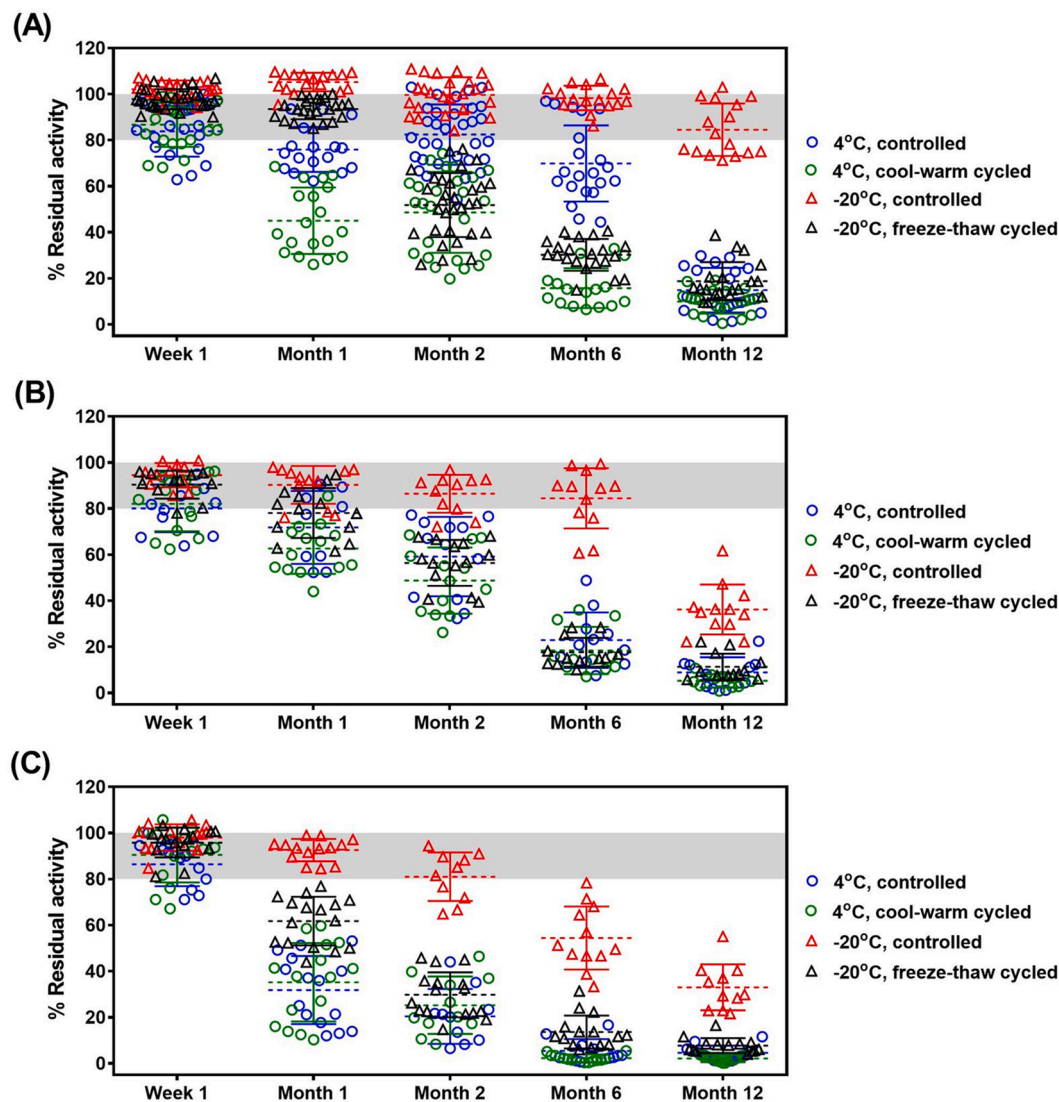 (A)
% Residual activity
120
100
80
60
40
20
0
Week 1 Month 1 Month 2 Month 6 Month 12
4°C, controlled
4°C, cool-warm cycled
-20°C, controlled
-20°C, freeze-thaw cycled
(B)
% Residual activity
120
100
80
60
40
20
0
Week 1 Month 1 Month 2 Month 6 Month 12
4°C, controlled
4°C, cool-warm cycled
-20°C, controlled
-20°C, freeze-thaw cycled
(C)
% Residual activity
120
100
80
60
40
20
0
Week 1 Month 1 Month 2 Month 6 Month 12
4°C, controlled
4°C, cool-warm cycled
-20°C, controlled
-20°C, freeze-thaw cycled